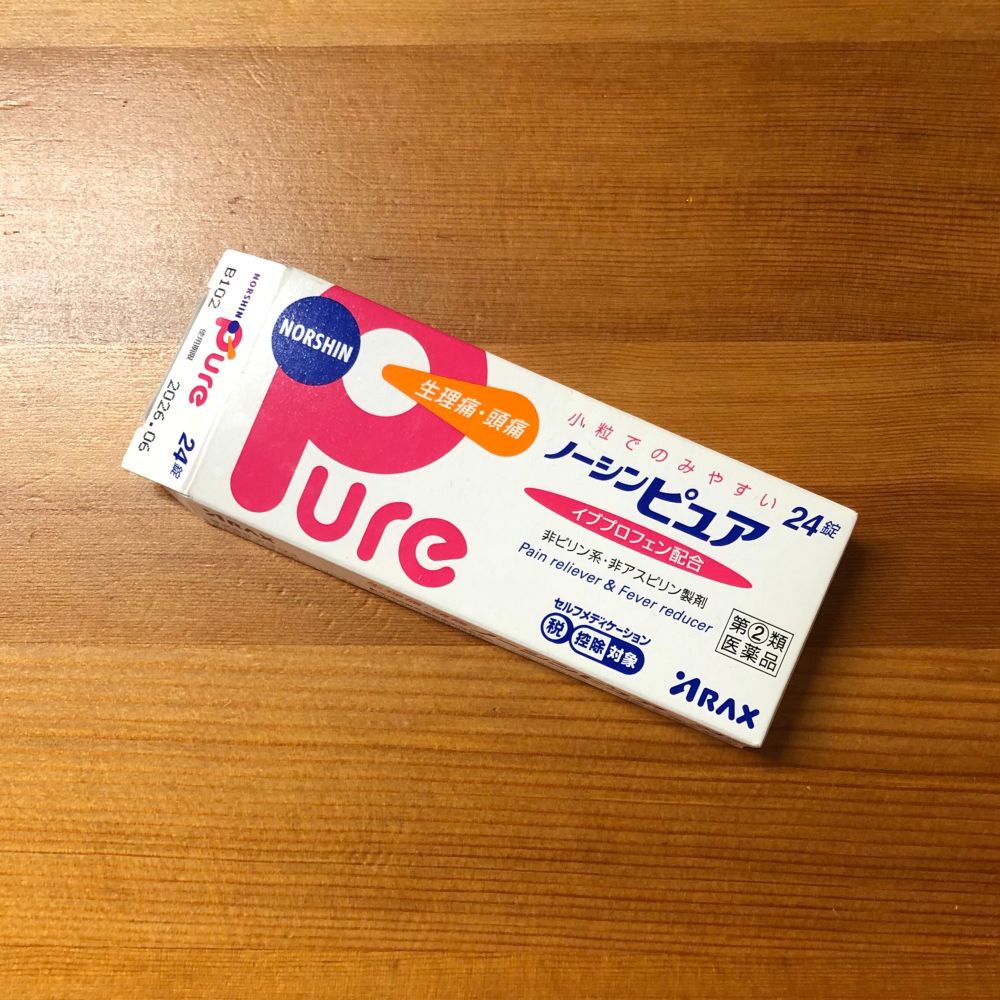 B102
使用期限 2026.06
NORSHIN
Pure
24錠
NORSHIN
Pure
生理痛・頭痛
小粒でのみやすい
ノーシンピュア 24錠
イブプロフェン配合
非ピリン系・非アスピリン製剤
Pain reliever & Fever reducer
セルフメディケーション
税 控除 対象
第②類
医薬品
ARAX